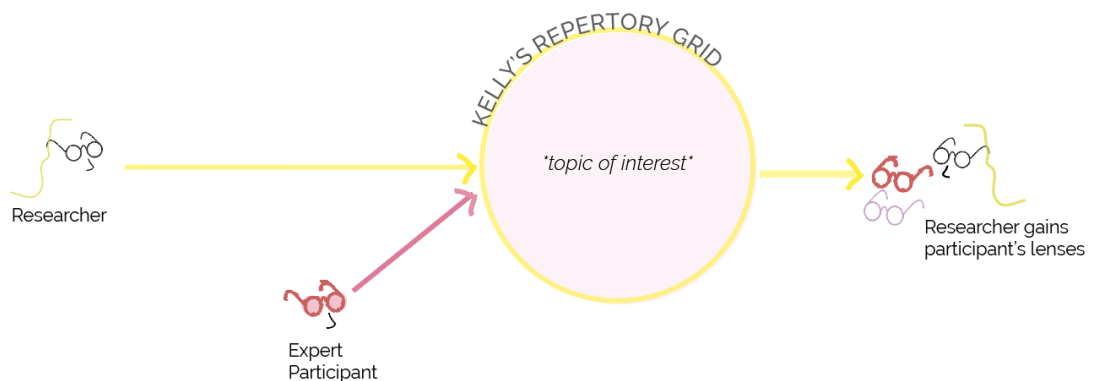 KELLY'S REPERTORY GRID
*topic of interest*
Researcher
Researcher gains
participant's lenses
Expert
Participant